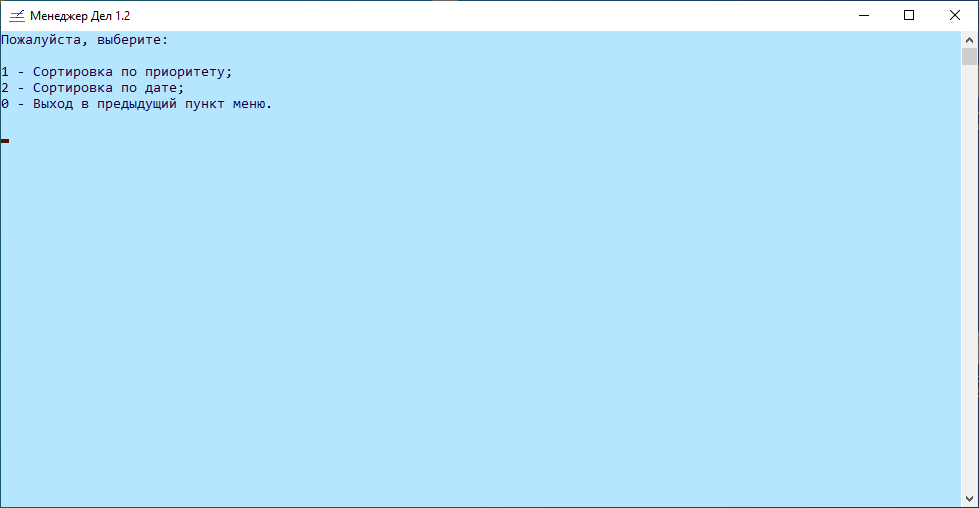 Менеджер Дел 1.2
Пожалуйста, выберите:
1 - Сортировка по приоритету;
2 - Сортировка по дате;
0 - Выход в предыдущий пункт меню.